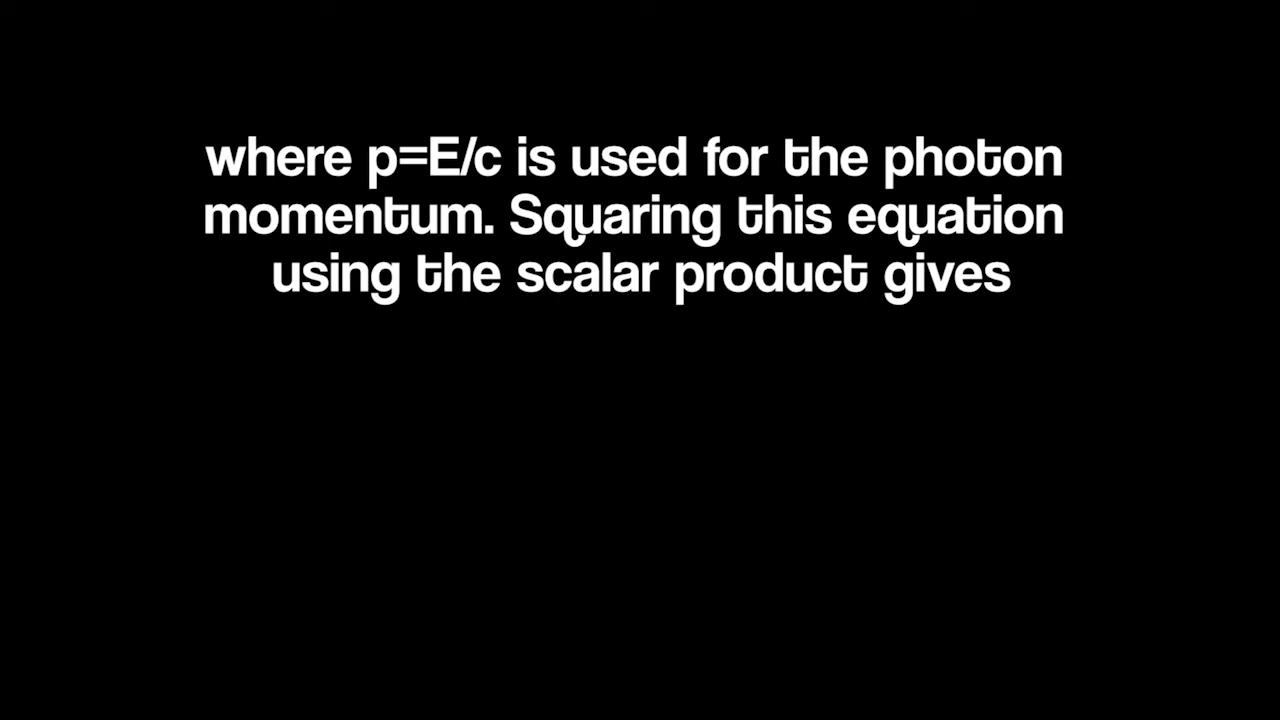 where p=E/c is used for the photon
momentum. Squaring this equation
using the scalar product gives